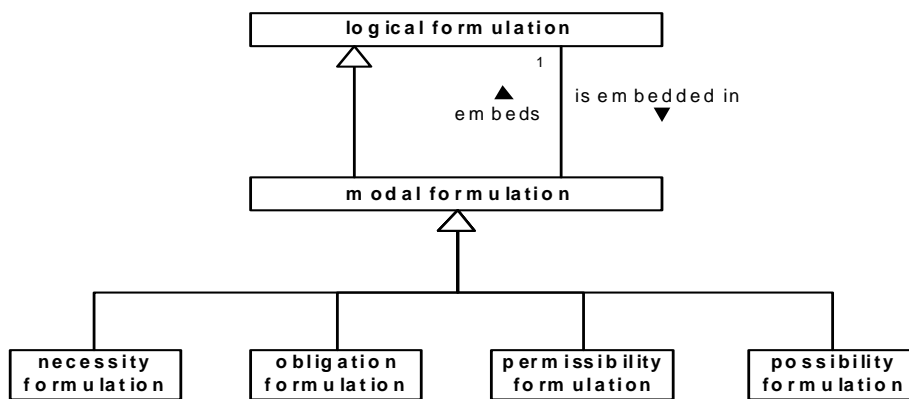 logical formulation
1
embeds
is embedded in
modal formulation
necessity
formulation
obligation
formulation
permissibility
formulation
possibility
formulation